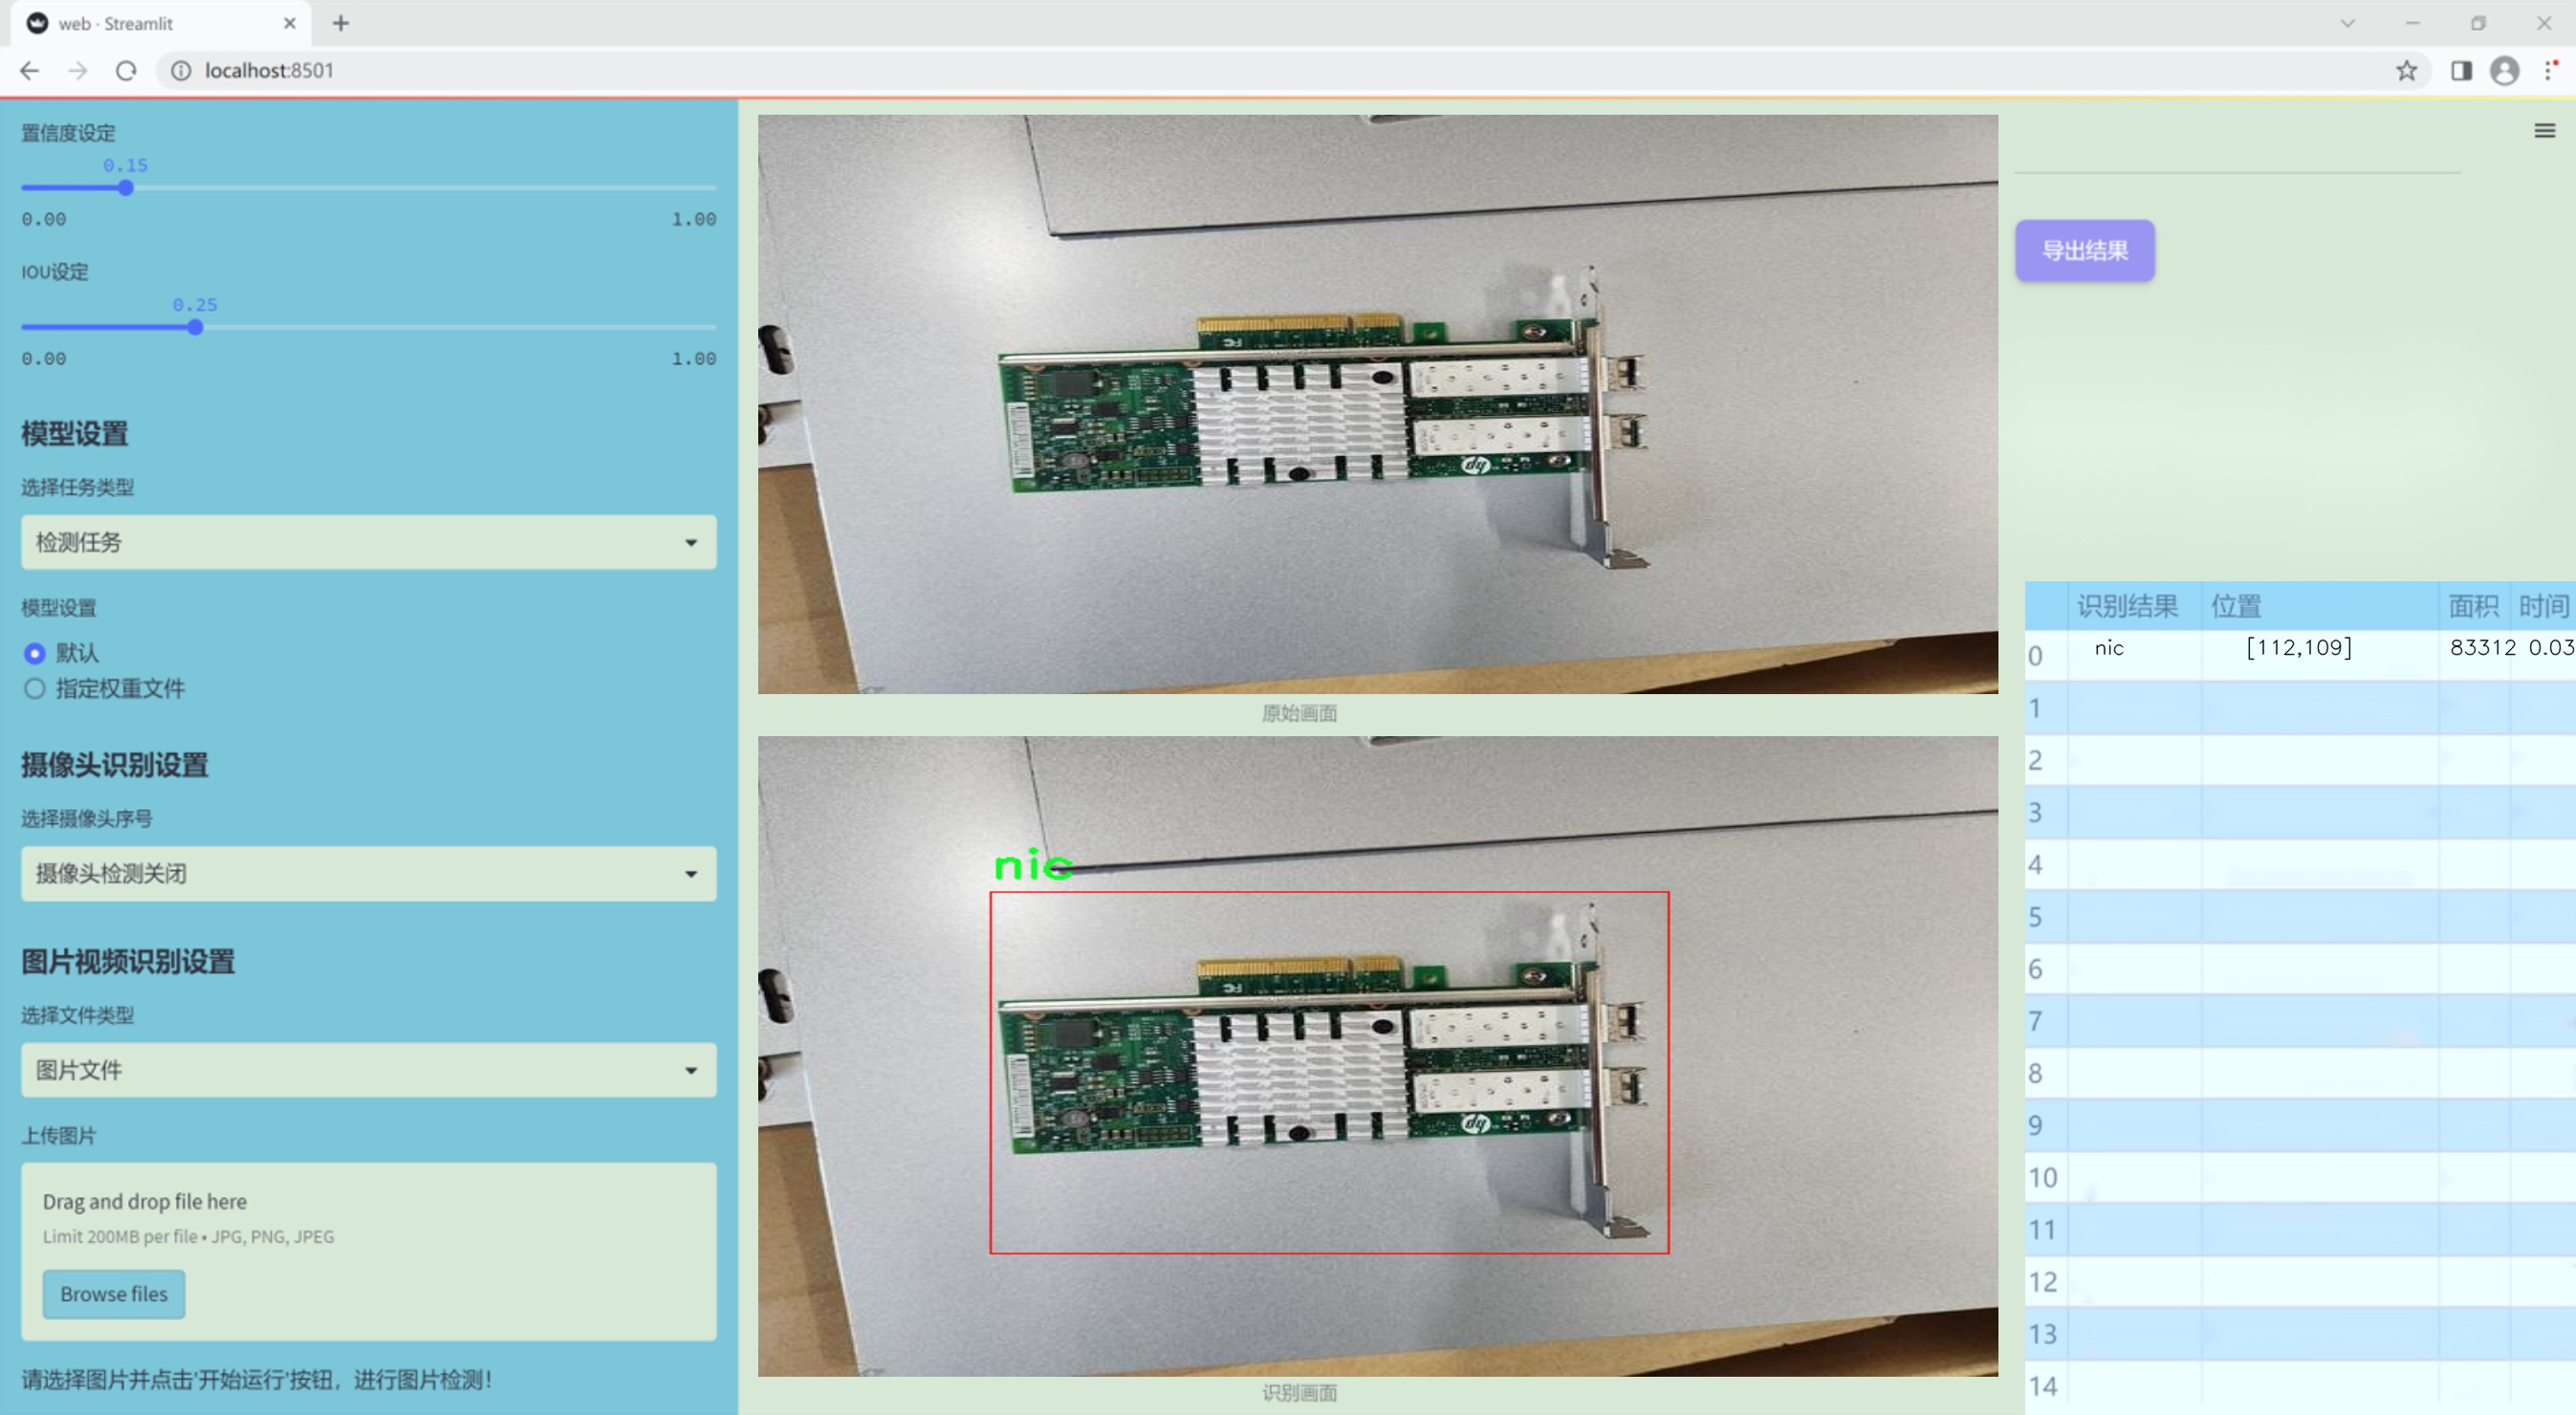 web · Streamlit
localhost:8501
置信度设定
0.15
0.00 1.00
IOU设定
0.25
0.00 1.00
模型设置
选择任务类型
检测任务
模型设置
默认
指定权重文件
摄像头识别设置
选择摄像头序号
摄像头检测关闭
图片视频识别设置
选择文件类型
图片文件
上传图片
Drag and drop file here
Limit 200MB per file • JPG, PNG, JPEG
Browse files
请选择图片并点击'开始运行'按钮，进行图片检测！
hp
原始画面
nic
hp
识别画面
导出结果
识别结果 位置 面积 时间
0 nic [112,109] 83312 0.03
1
2
3
4
5
6
7
8
9
10
11
12
13
14